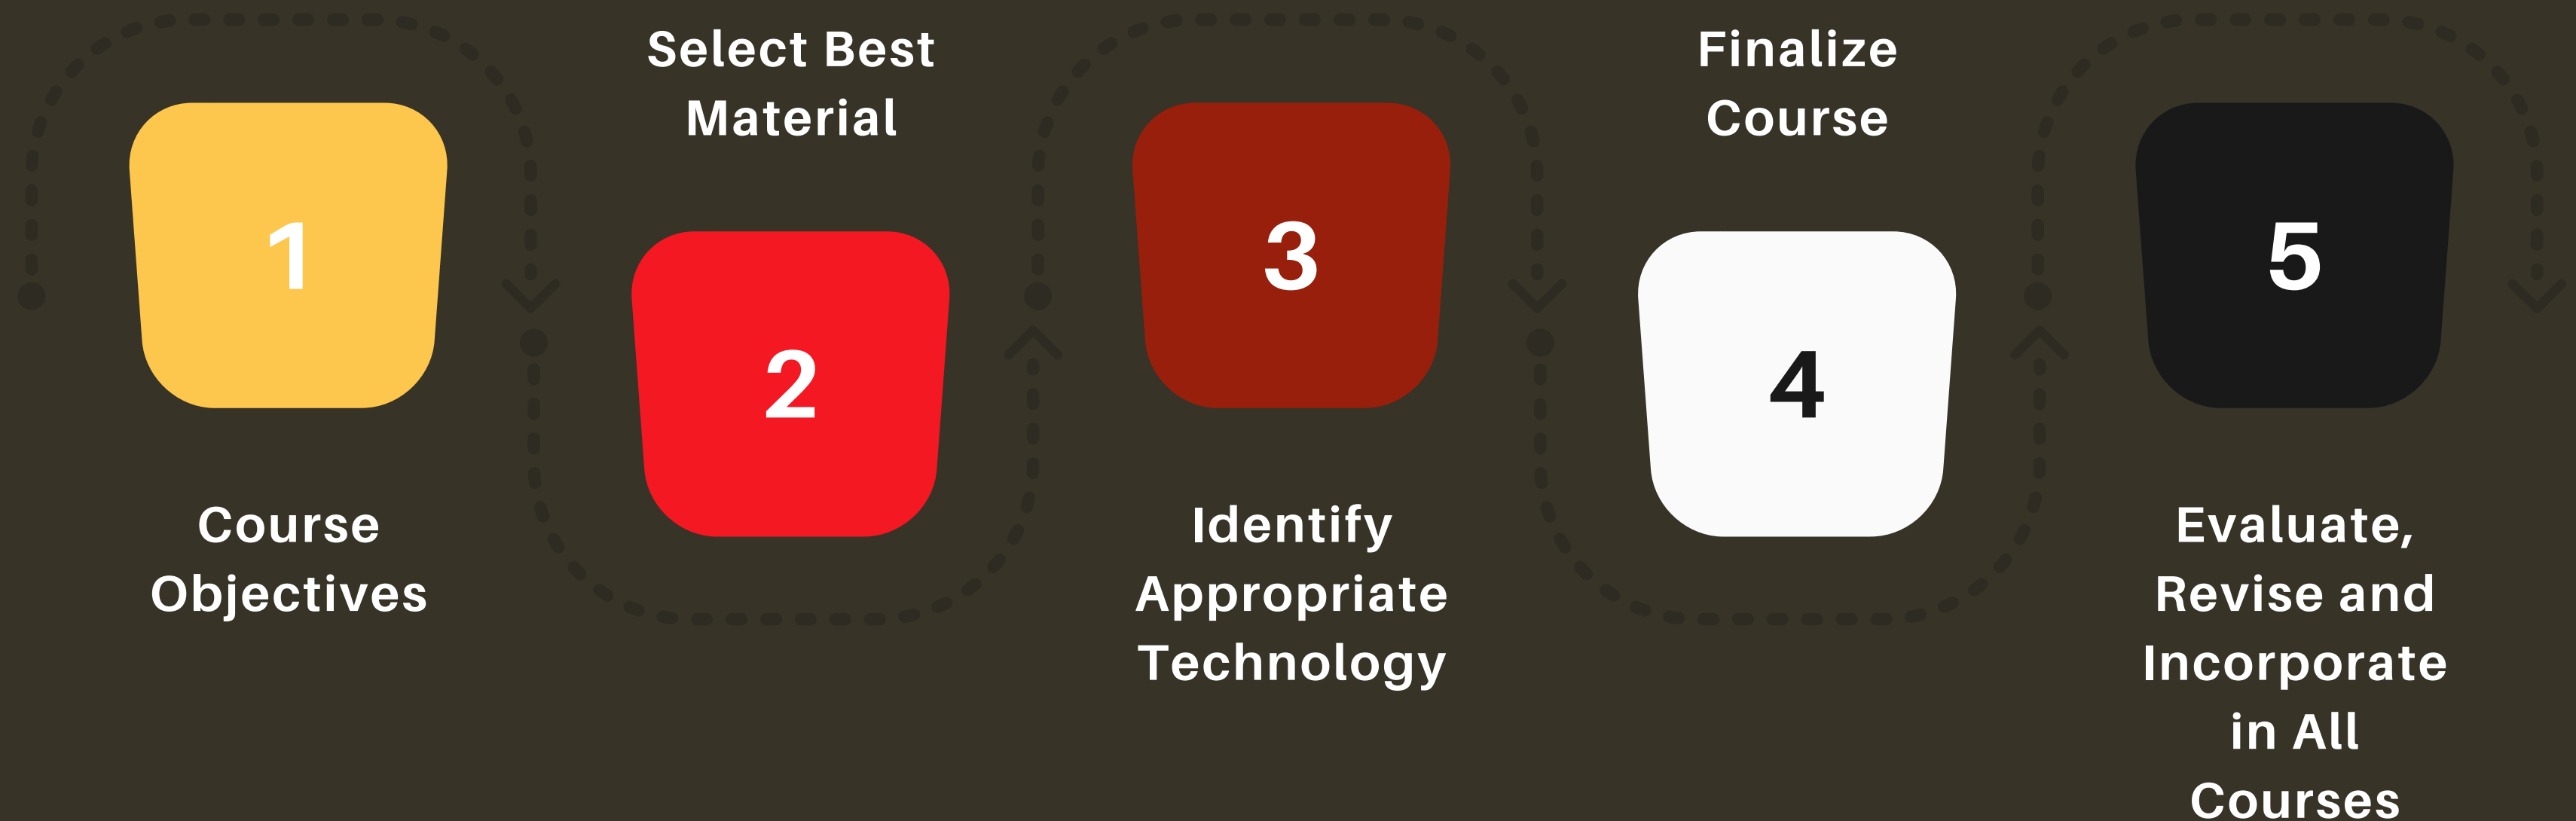 1
Course
Objectives
Select Best
Material
2
3
Identify
Appropriate
Technology
Finalize
Course
4
5
Evaluate,
Revise and
Incorporate
in All
Courses